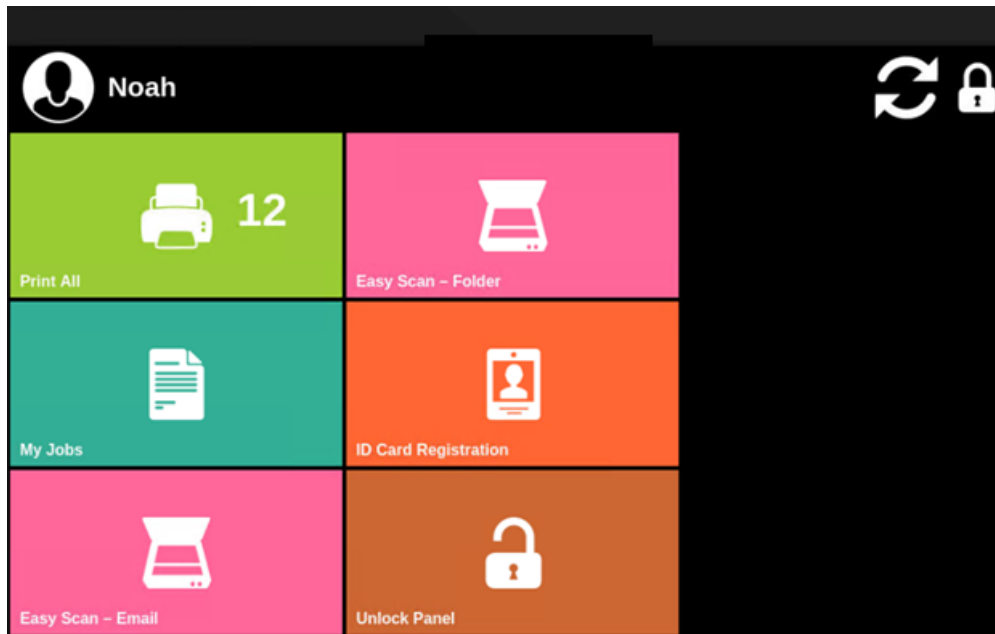 Noah
12
Print All
Easy Scan – Folder
My Jobs
ID Card Registration
Easy Scan – Email
Unlock Panel